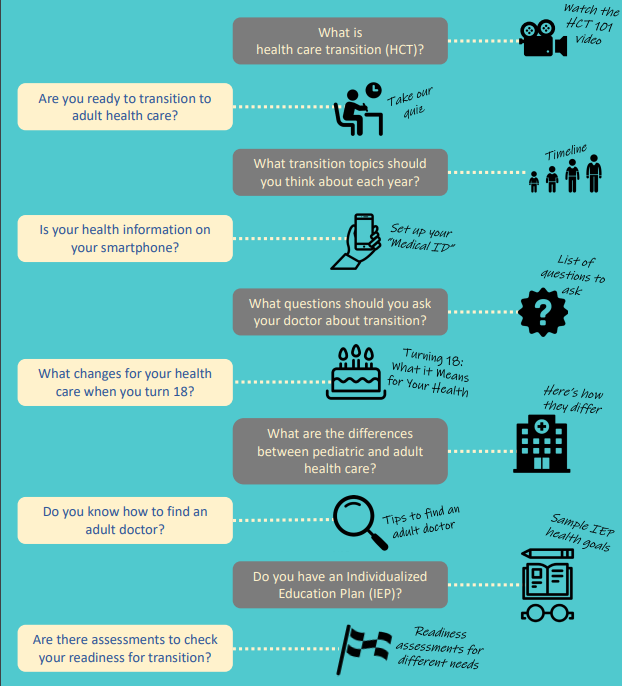 What is
health care transition (HCT)?
Watch the
HCT 101
video
Are you ready to transition to
adult health care?
Take our
quiz
What transition topics should
you think about each year?
Timeline
Is your health information on
your smartphone?
Set up your
"Medical ID"
What questions should you ask
your doctor about transition?
List of
questions to
ask
?
What changes for your health
care when you turn 18?
Turning 18:
What it Means
for Your Health
What are the differences
between pediatric and adult
health care?
Here's how
they differ
Do you know how to find an
adult doctor?
Tips to find an
adult doctor
Do you have an Individualized
Education Plan (IEP)?
Sample IEP
health goals
Are there assessments to check
your readiness for transition?
Readiness
assessments for
different needs